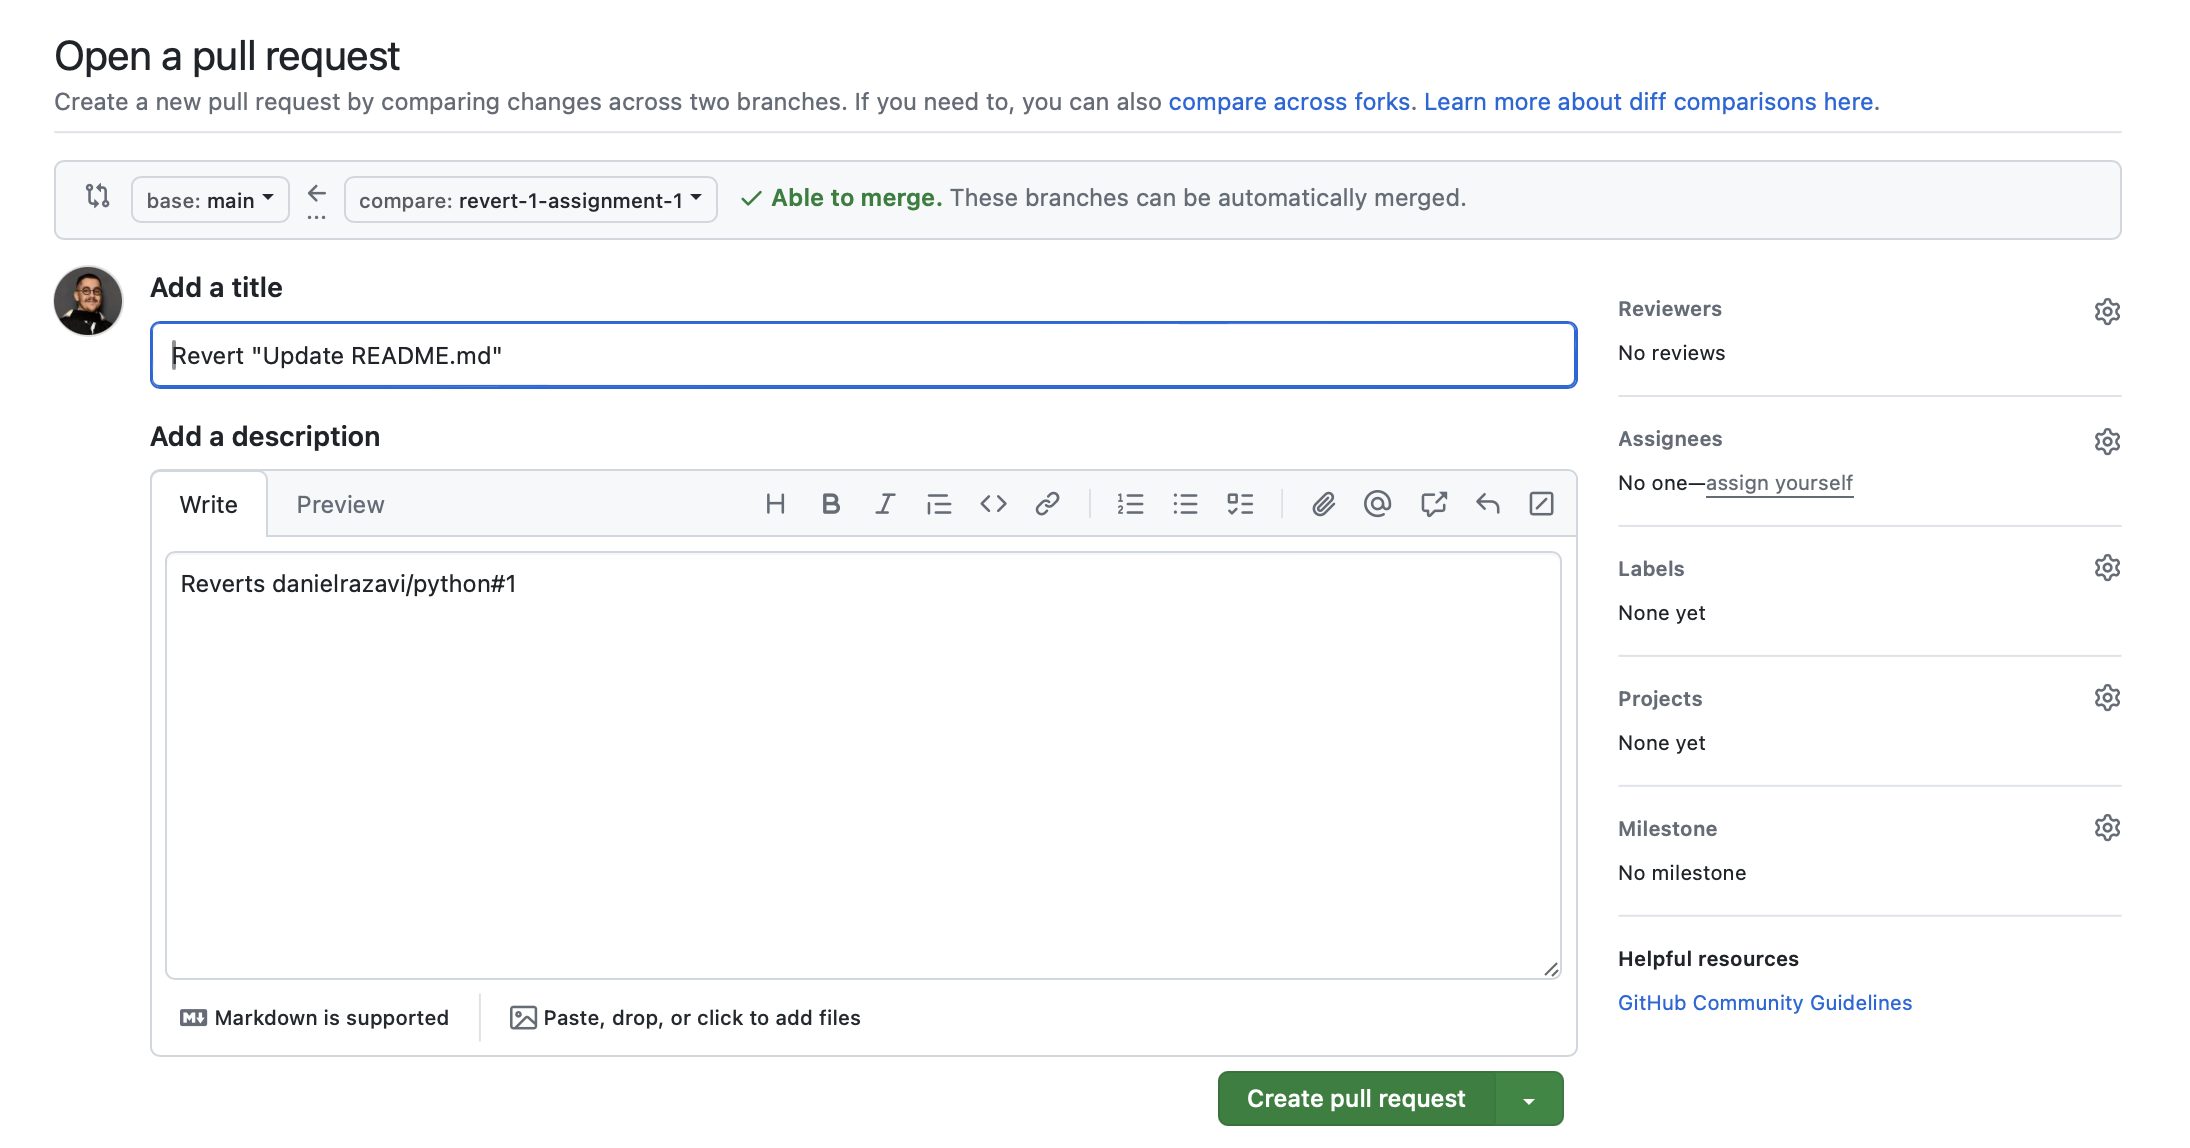 Open a pull request
Create a new pull request by comparing changes across two branches. If you need to, you can also compare across forks. Learn more about diff comparisons here.
base: main
compare: revert-1-assignment-1
Able to merge. These branches can be automatically merged.
Add a title
Revert "Update README.md"
Add a description
Write
Preview
Reverts danielrazavi/python#1
Markdown is supported
Paste, drop, or click to add files
Create pull request
Reviewers
No reviews
Assignees
No one—assign yourself
Labels
None yet
Projects
None yet
Milestone
No milestone
Helpful resources
GitHub Community Guidelines